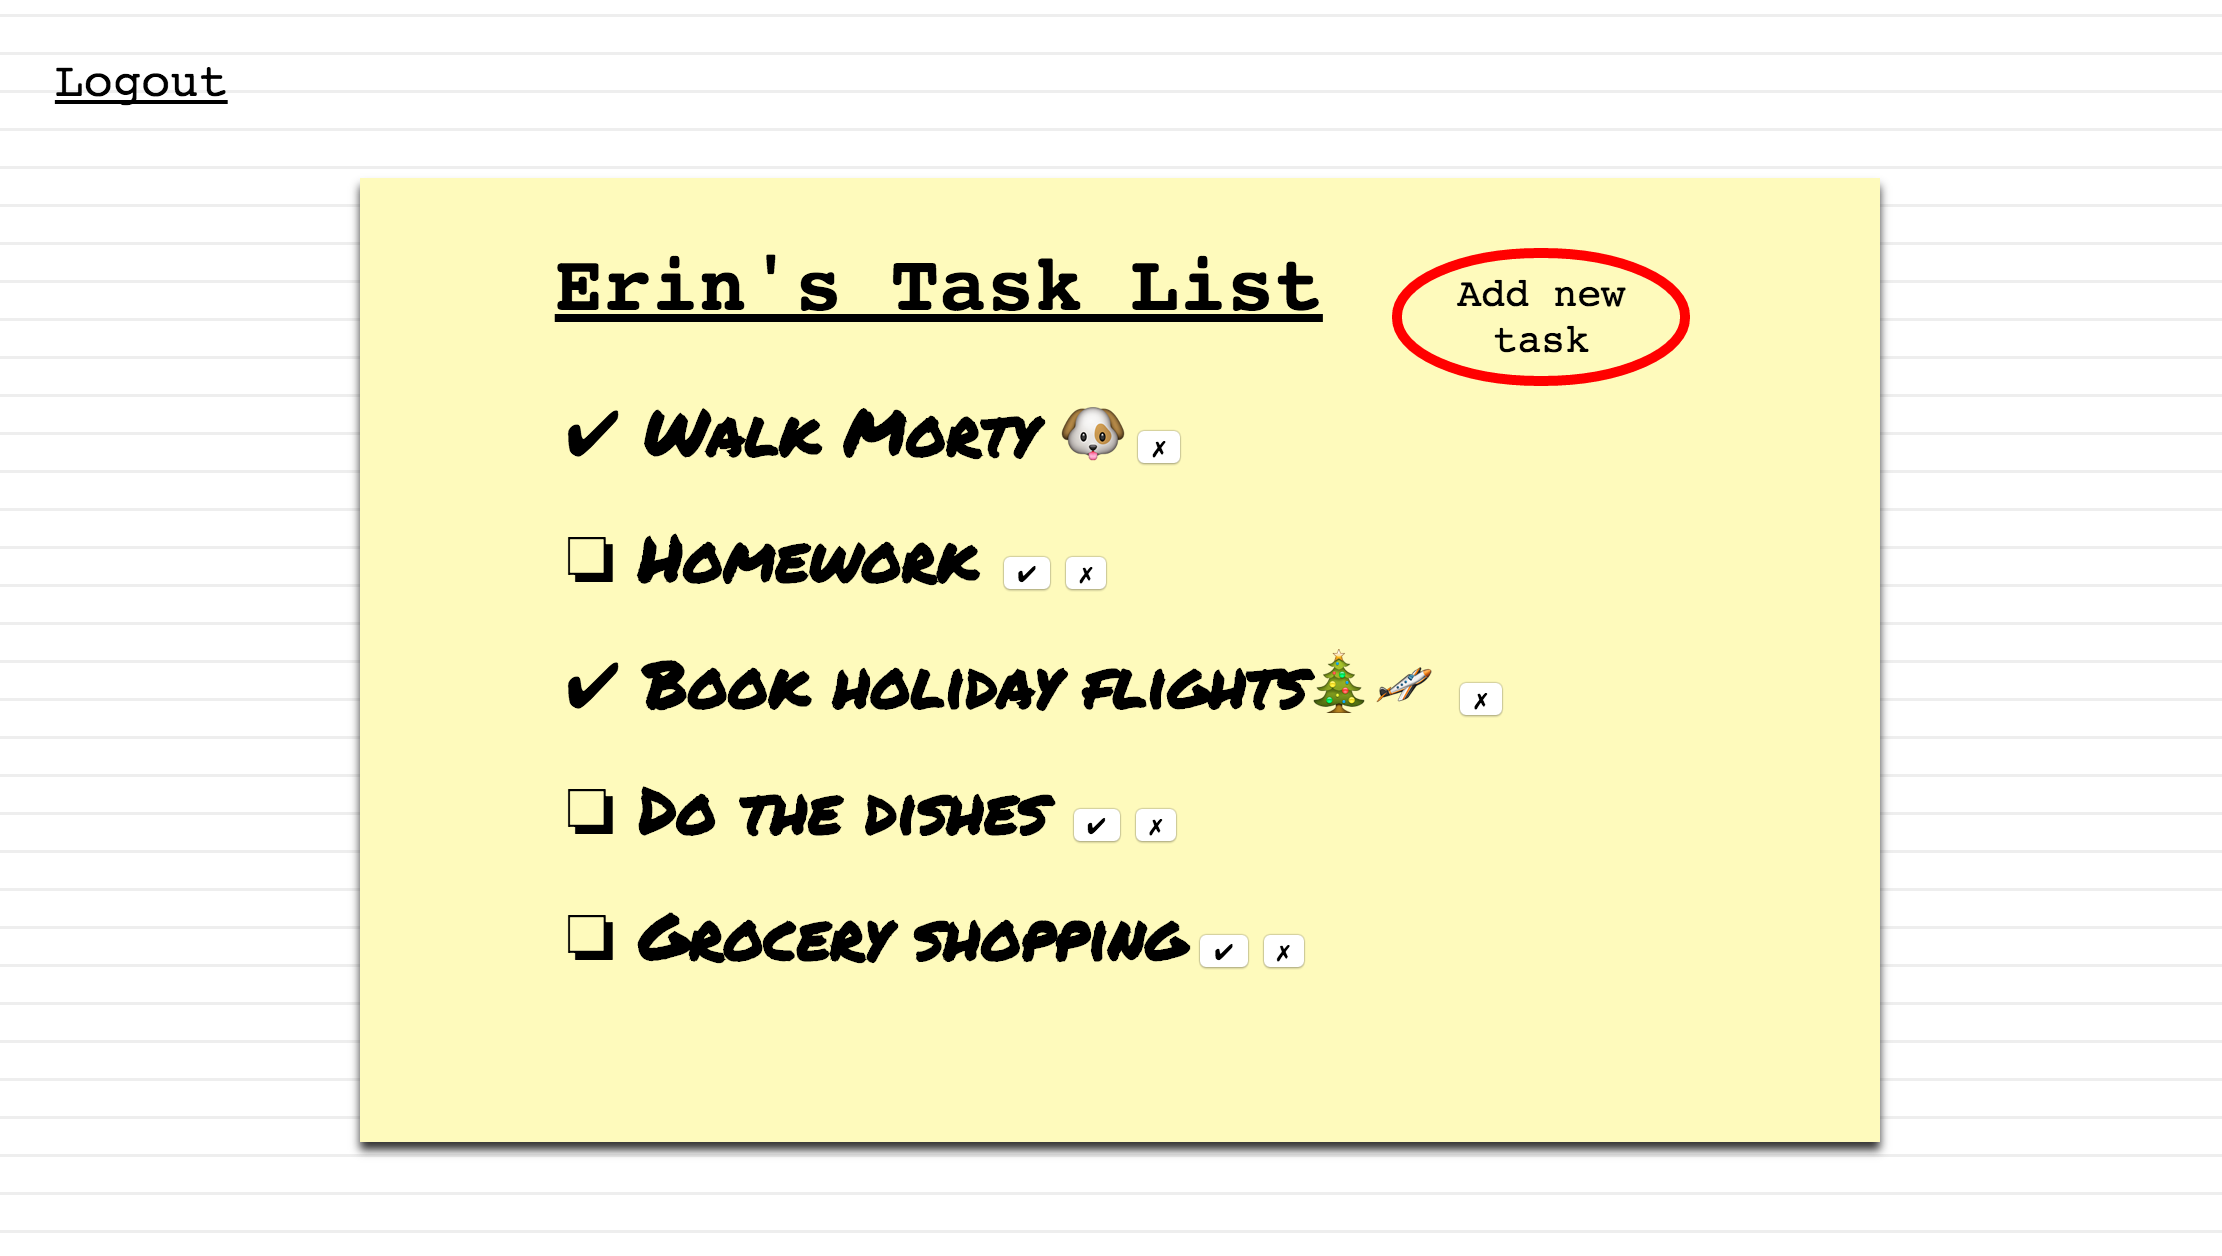 Logout
Erin's Task List
Add new
task
✔ Walk Morty 🐶 ✗
❏ Homework ✔ ✗
✔ Book holiday flights🎄🛩 ✗
❏ Do the dishes ✔ ✗
❏ Grocery shopping ✔ ✗